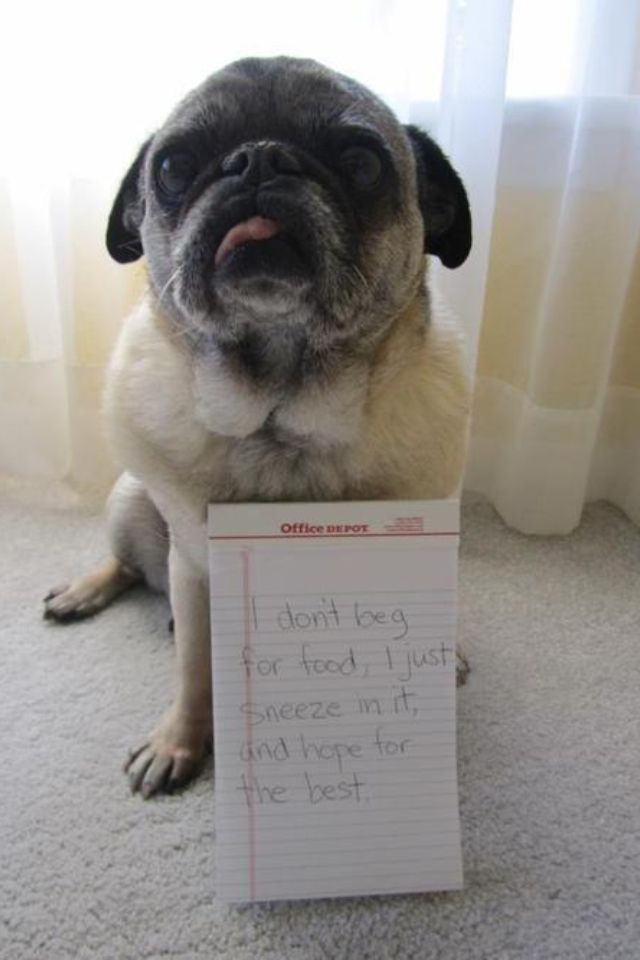 Office DEPOT
I don't beg
for food, I just
sneeze in it,
and hope for
the best.